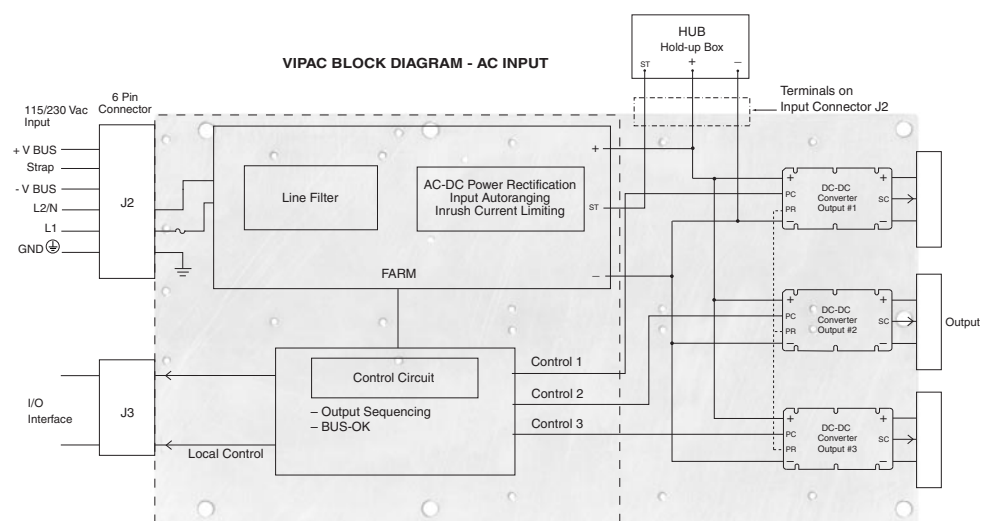 VIPAC BLOCK DIAGRAM - AC INPUT
HUB
Hold-up Box
ST
+
–
Terminals on
Input Connector J2
115/230 Vac
Input
6 Pin
Connector
+ V BUS
Strap
- V BUS
L2/N
L1
GND
J2
Line Filter
AC-DC Power Rectification
Input Autoranging
Inrush Current Limiting
+
ST
–
FARM
+
PC
PR
–
DC-DC
Converter
Output #1
+
SC
–
+
PC
PR
–
DC-DC
Converter
Output #2
+
SC
–
Output
+
PC
PR
–
DC-DC
Converter
Output #3
+
SC
–
I/O
Interface
J3
Local Control
Control Circuit
– Output Sequencing
– BUS-OK
Control 1
Control 2
Control 3